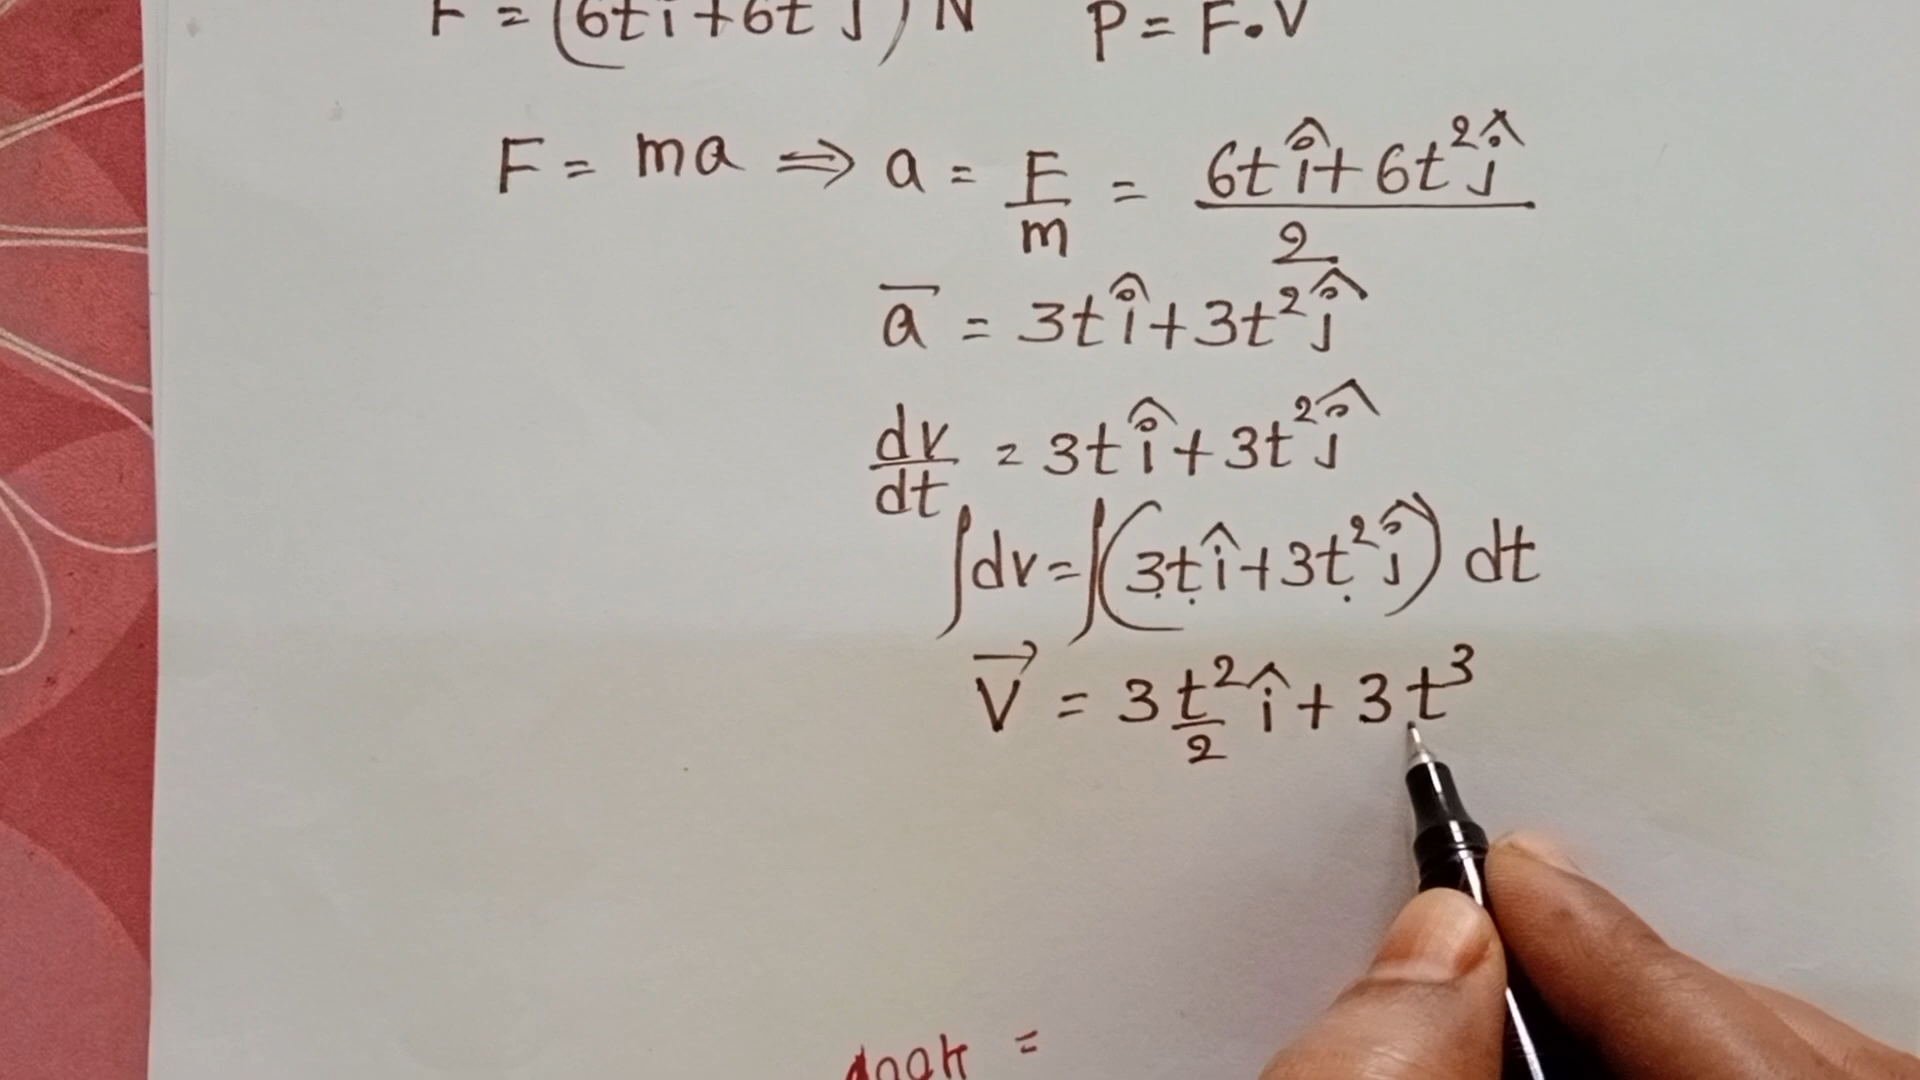 F = (6t î + 6t ĵ) N P = F • V
F = ma ⇒ a = F/m = (6t î + 6t² ĵ)/2
a̅ = 3t î + 3t² ĵ
dv/dt = 3t î + 3t² ĵ
∫dv = ∫(3t î + 3t² ĵ) dt
V⃗ = 3 t²/2 î + 3 t³
=